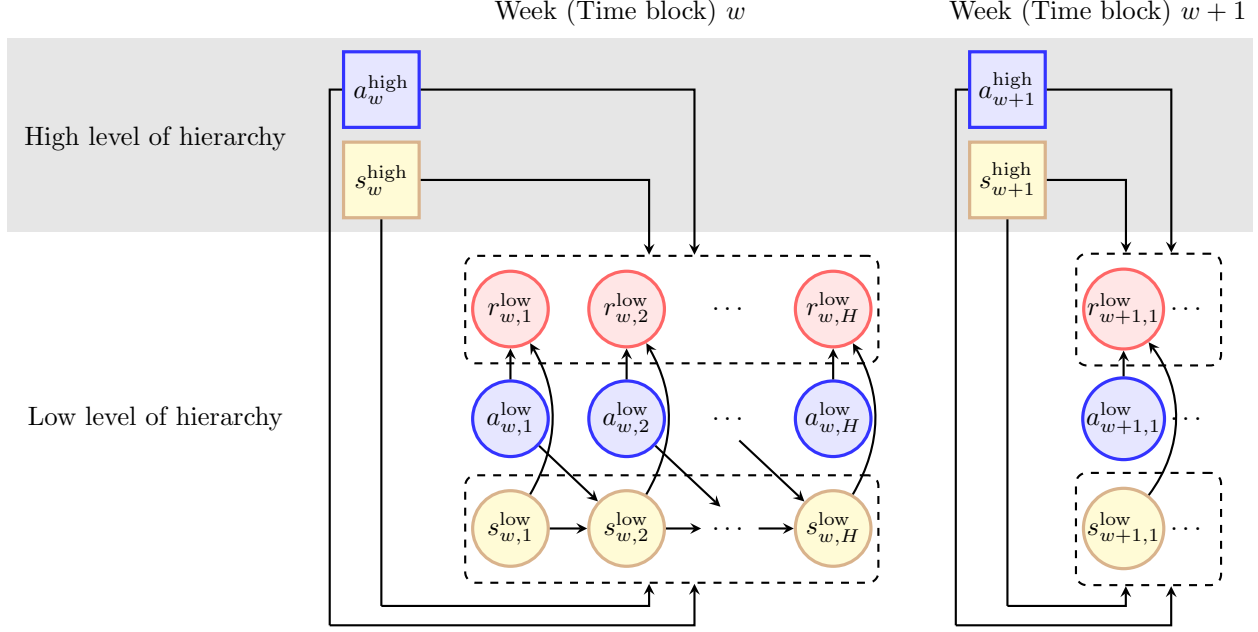 Week (Time block) w
Week (Time block) w + 1
High level of hierarchy
a_w^high
a_{w+1}^high
s_w^high
s_{w+1}^high
Low level of hierarchy
r_{w,1}^low r_{w,2}^low ··· r_{w,H}^low
r_{w+1,1}^low ···
a_{w,1}^low a_{w,2}^low ··· a_{w,H}^low
a_{w+1,1}^low ···
s_{w,1}^low s_{w,2}^low ··· s_{w,H}^low
s_{w+1,1}^low ···